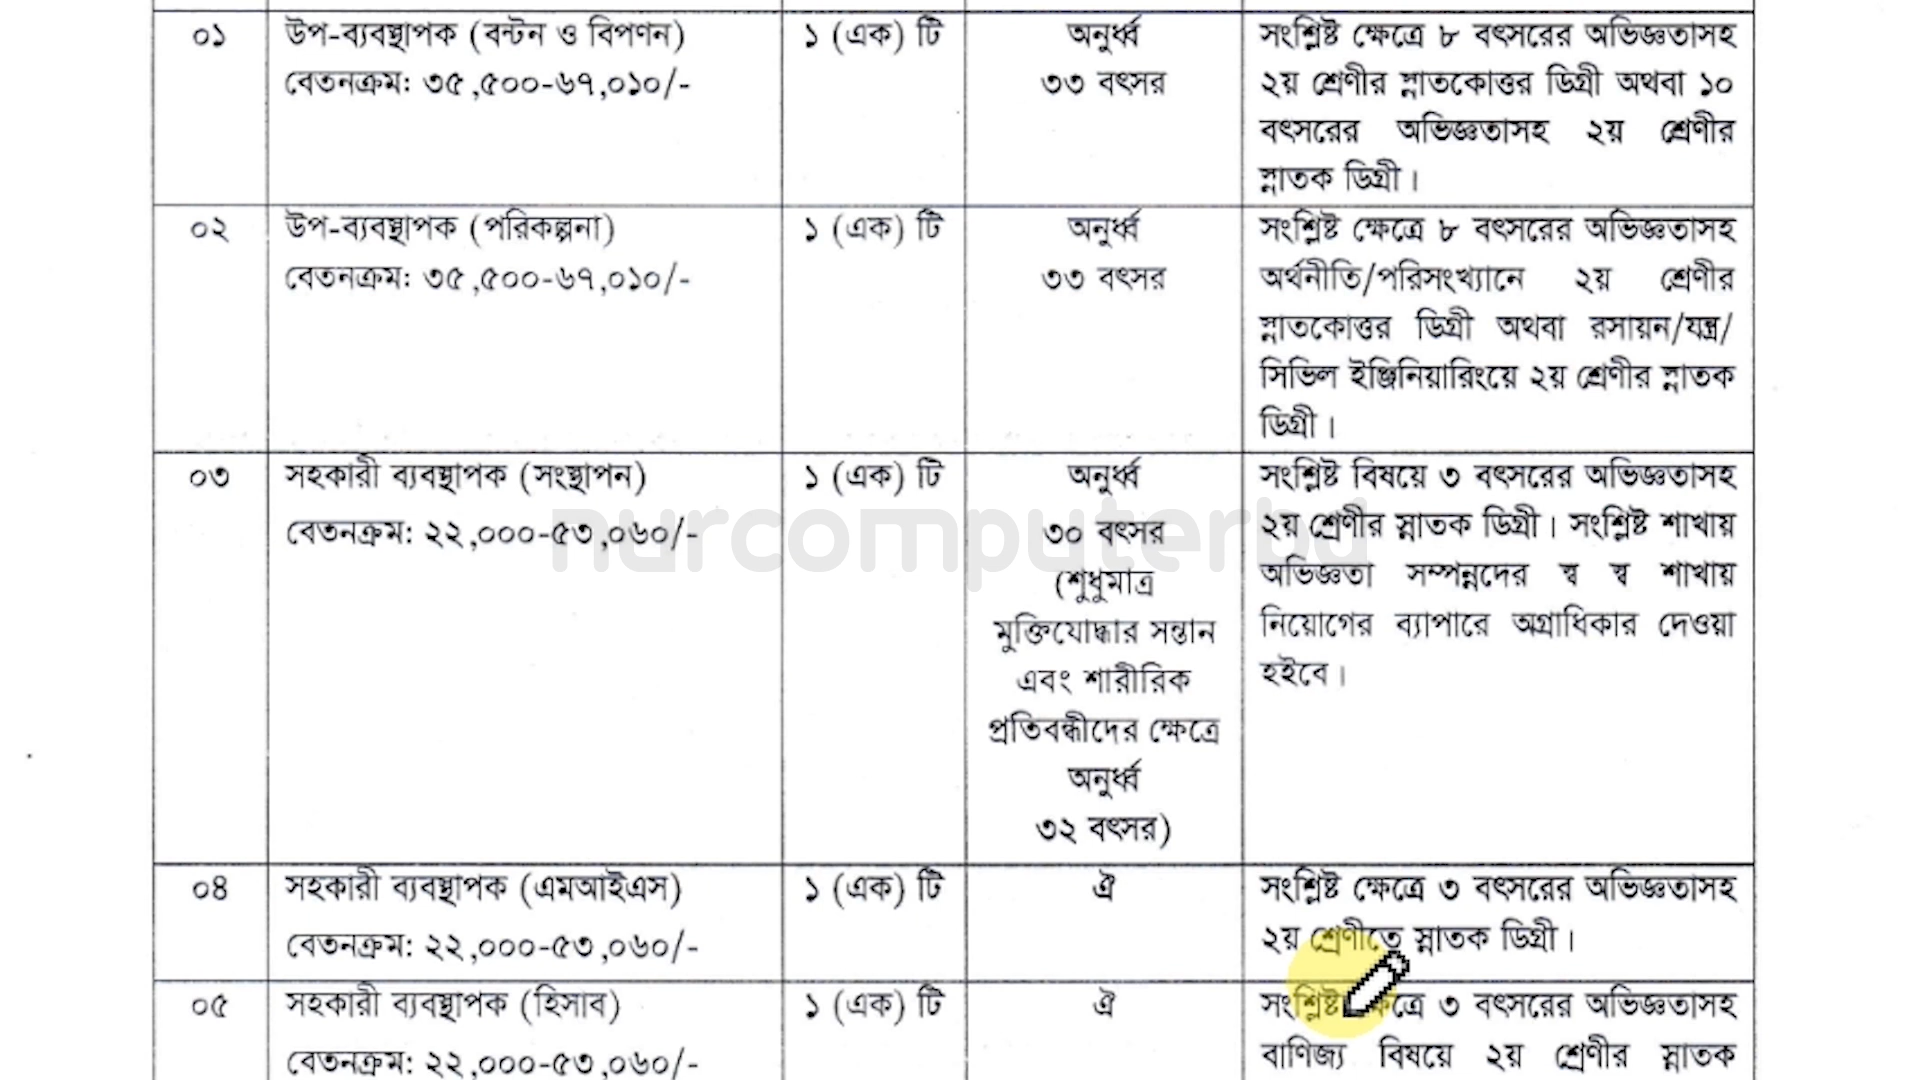 ০১
উপ-ব্যবস্থাপক (বন্টন ও বিপণন)
বেতনক্রম: ৩৫,৫০০-৬৭,০১০/-
১ (এক) টি
অনুর্ধ্ব
৩৩ বৎসর
সংশ্লিষ্ট ক্ষেত্রে ৮ বৎসরের অভিজ্ঞতাসহ
২য় শ্রেণীর স্নাতকোত্তর ডিগ্রী অথবা ১০
বৎসরের অভিজ্ঞতাসহ ২য় শ্রেণীর
স্নাতক ডিগ্রী।
০২
উপ-ব্যবস্থাপক (পরিকল্পনা)
বেতনক্রম: ৩৫,৫০০-৬৭,০১০/-
১ (এক) টি
অনুর্ধ্ব
৩৩ বৎসর
সংশ্লিষ্ট ক্ষেত্রে ৮ বৎসরের অভিজ্ঞতাসহ
অর্থনীতি/পরিসংখ্যানে ২য় শ্রেণীর
স্নাতকোত্তর ডিগ্রী অথবা রসায়ন/যন্ত্র/
সিভিল ইঞ্জিনিয়ারিংয়ে ২য় শ্রেণীর স্নাতক
ডিগ্রী।
০৩
সহকারী ব্যবস্থাপক (সংস্থাপন)
বেতনক্রম: ২২,০০০-৫৩,০৬০/-
১ (এক) টি
অনুর্ধ্ব
৩০ বৎসর
(শুধুমাত্র
মুক্তিযোদ্ধার সন্তান
এবং শারীরিক
প্রতিবন্ধীদের ক্ষেত্রে
অনুর্ধ্ব
৩২ বৎসর)
সংশ্লিষ্ট বিষয়ে ৩ বৎসরের অভিজ্ঞতাসহ
২য় শ্রেণীর স্নাতক ডিগ্রী। সংশ্লিষ্ট শাখায়
অভিজ্ঞতা সম্পন্নদের স্ব স্ব শাখায়
নিয়োগের ব্যাপারে অগ্রাধিকার দেওয়া
হইবে।
nurcomputerbd
০৪
সহকারী ব্যবস্থাপক (এমআইএস)
বেতনক্রম: ২২,০০০-৫৩,০৬০/-
১ (এক) টি
ঐ
সংশ্লিষ্ট ক্ষেত্রে ৩ বৎসরের অভিজ্ঞতাসহ
২য় শ্রেণীতে স্নাতক ডিগ্রী।
০৫
সহকারী ব্যবস্থাপক (হিসাব)
বেতনক্রম: ২২,০০০-৫৩,০৬০/-
১ (এক) টি
ঐ
সংশ্লিষ্ট ক্ষেত্রে ৩ বৎসরের অভিজ্ঞতাসহ
বাণিজ্য বিষয়ে ২য় শ্রেণীর স্নাতক